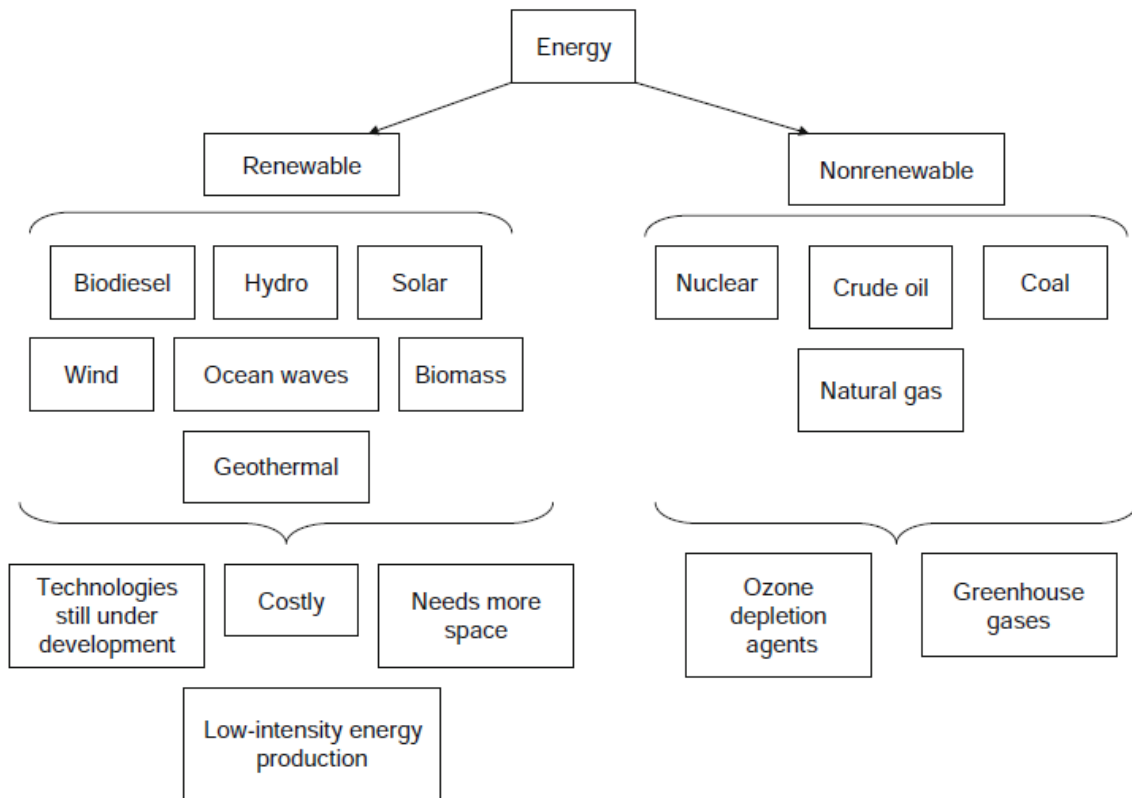 Energy
Renewable
Nonrenewable
Biodiesel
Hydro
Solar
Wind
Ocean waves
Biomass
Geothermal
Nuclear
Crude oil
Coal
Natural gas
Technologies
still under
development
Costly
Needs more
space
Low-intensity energy
production
Ozone
depletion
agents
Greenhouse
gases